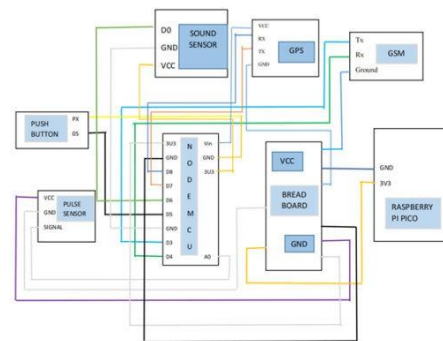 D0
GND
VCC
SOUND
SENSOR
VCC
RX
TX
GND
GPS
Tx
Rx
Ground
GSM
PUSH
BUTTON
PX
0S
VCC
GND
SIGNAL
PULSE
SENSOR
3U3
GND
D8
D7
D6
D5
GND
D3
D4
N
O
D
E
M
C
U
Vin
GND
3U3
A0
VCC
BREAD
BOARD
GND
GND
3V3
RASPBERRY
PI PICO